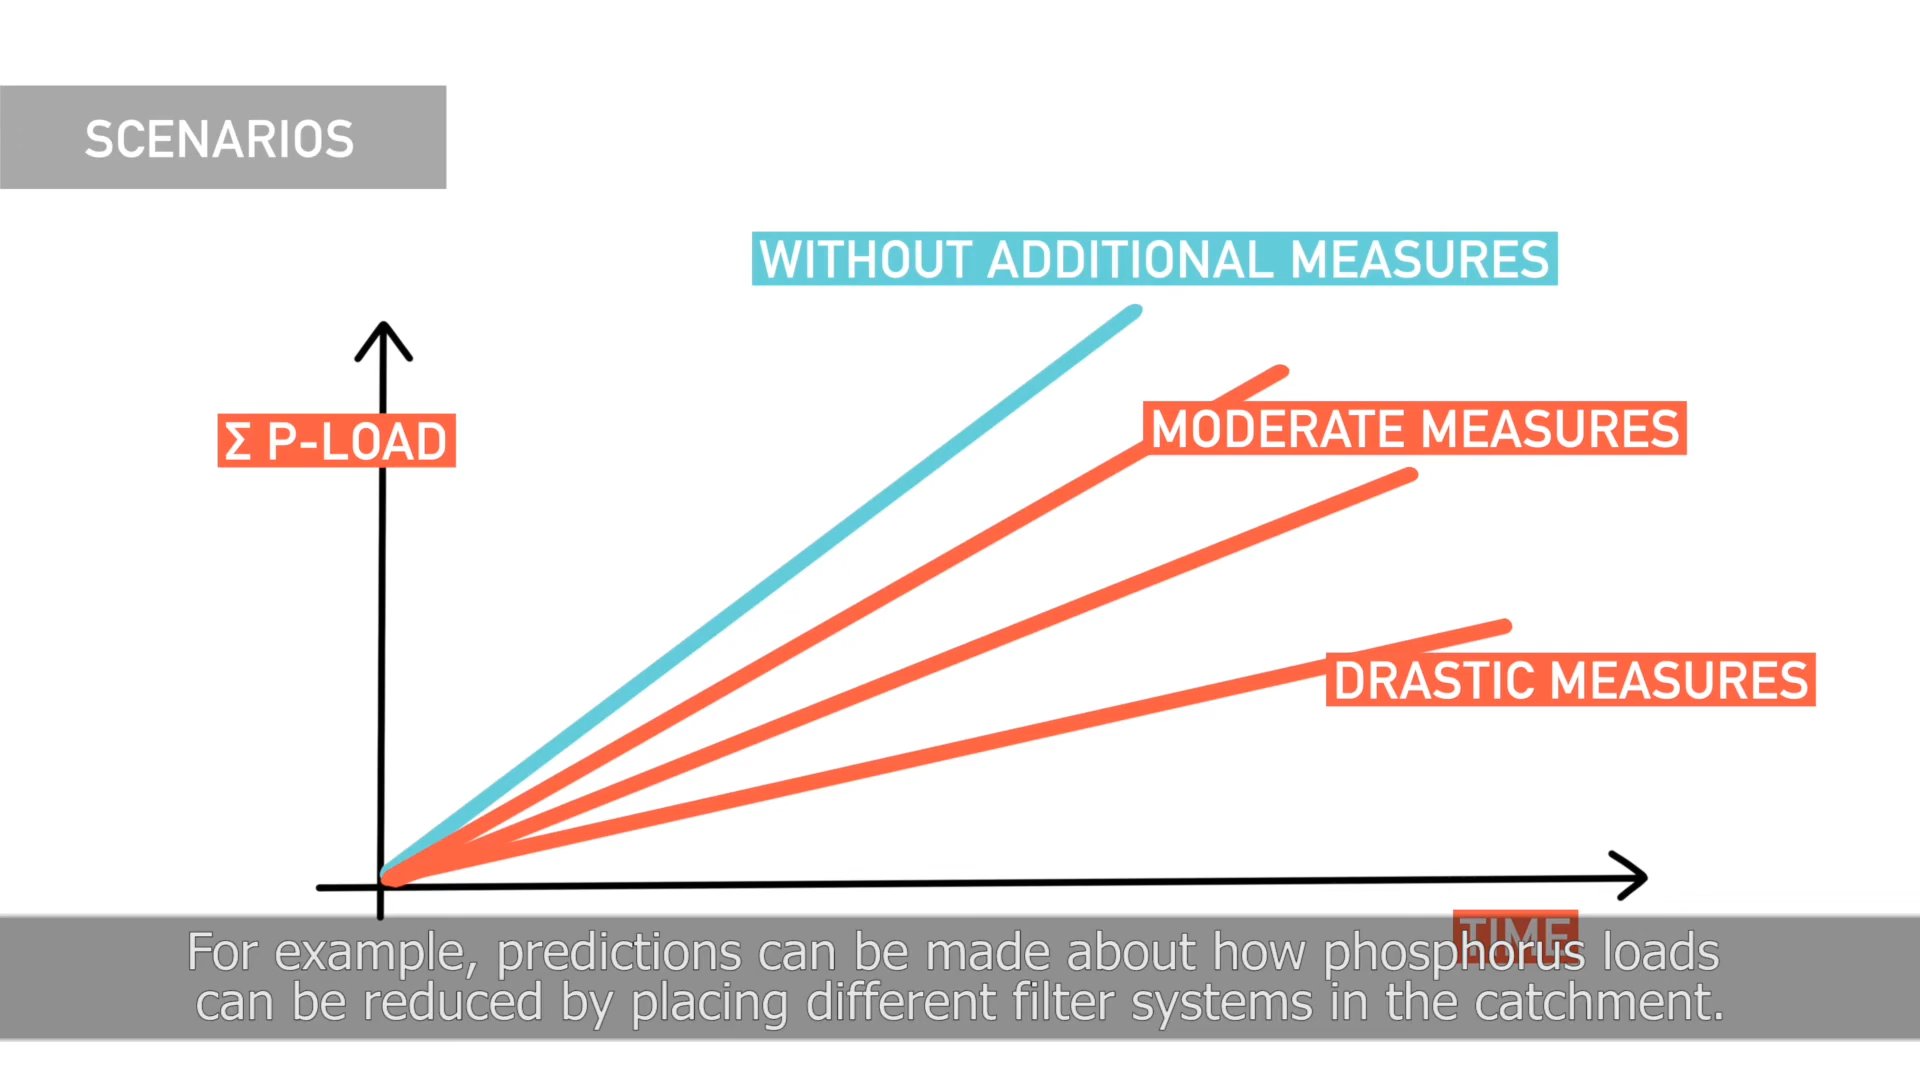 SCENARIOS
WITHOUT ADDITIONAL MEASURES
MODERATE MEASURES
Σ P-LOAD
DRASTIC MEASURES
TIME
For example, predictions can be made about how phosphorus loads
can be reduced by placing different filter systems in the catchment.